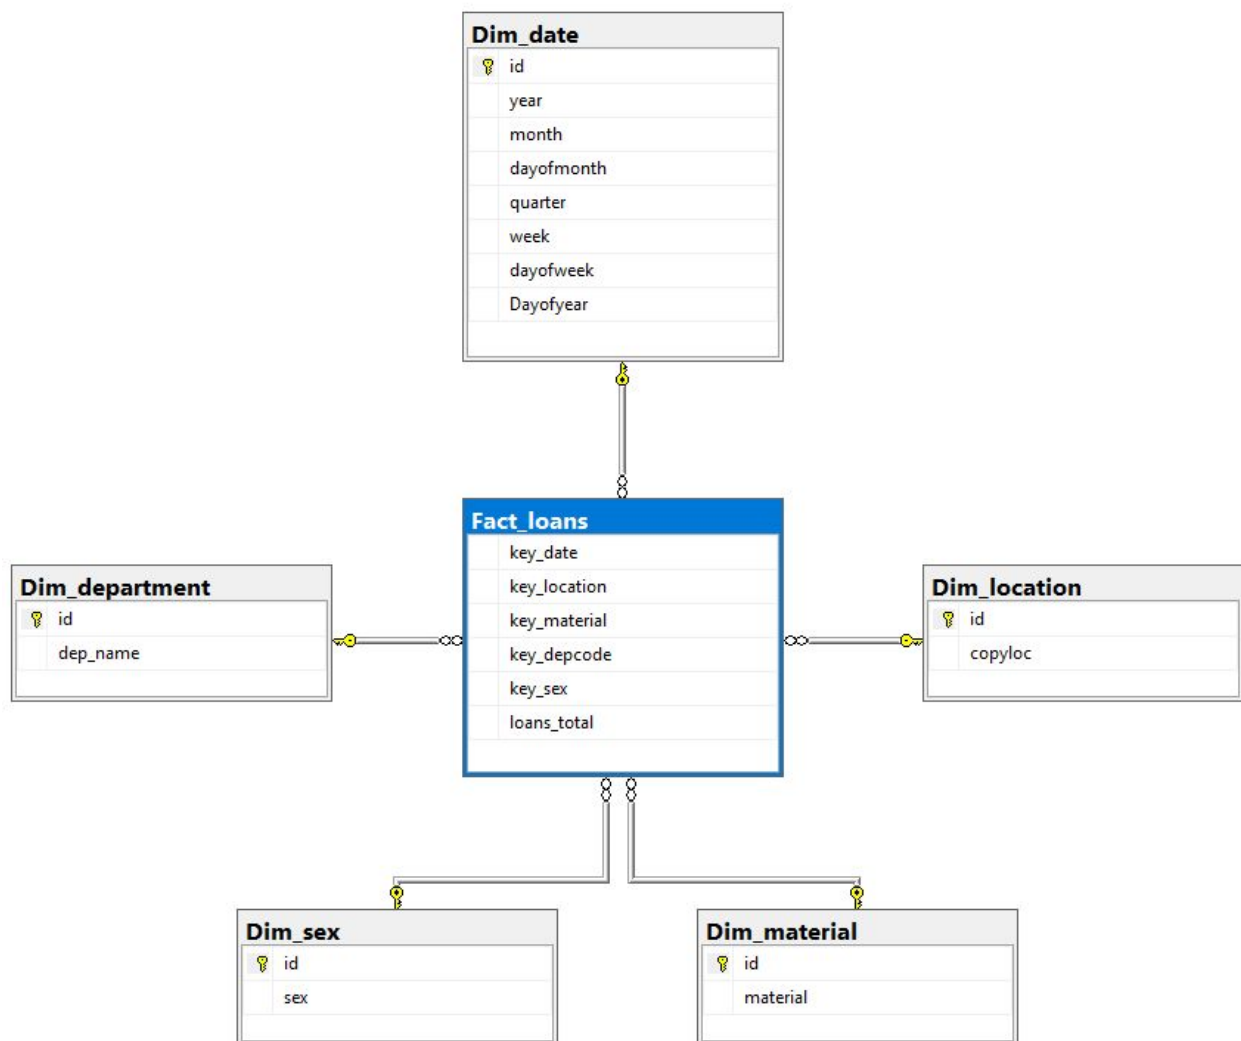 Dim_date
id
year
month
dayofmonth
quarter
week
dayofweek
Dayofyear
Fact_loans
key_date
key_location
key_material
key_depcode
key_sex
loans_total
Dim_department
id
dep_name
Dim_location
id
copyloc
Dim_sex
id
sex
Dim_material
id
material